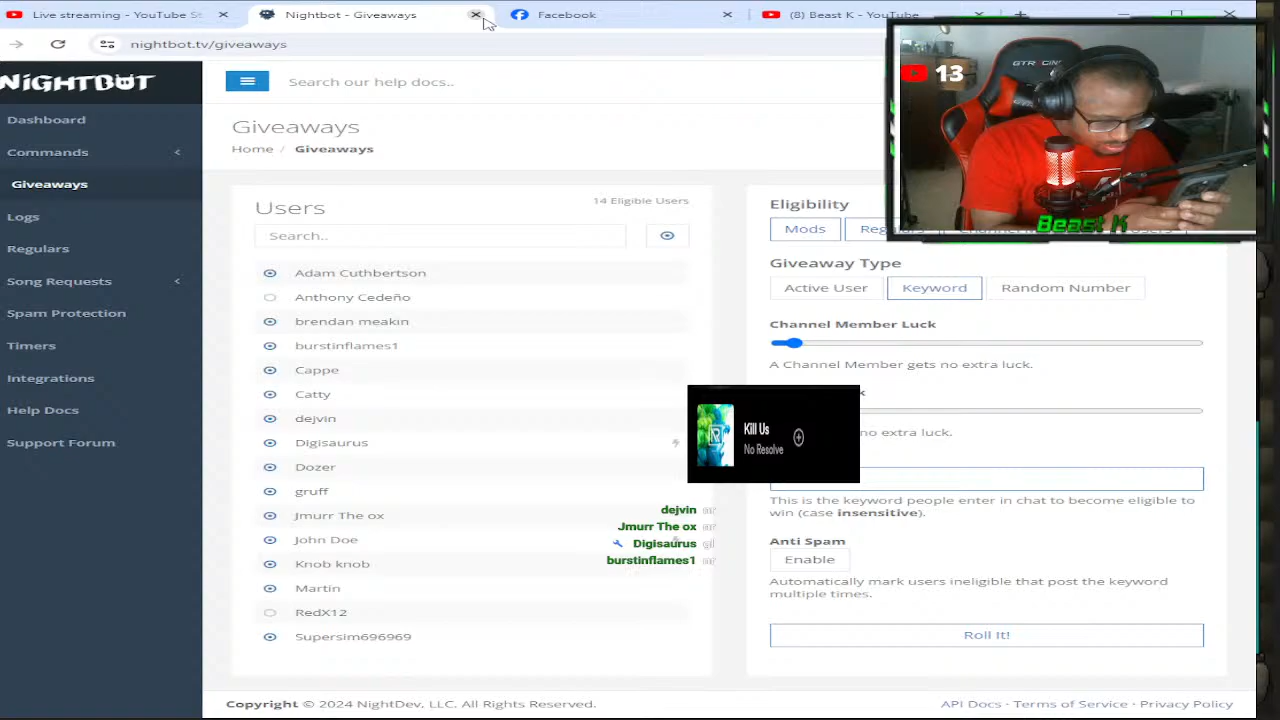 Live streaming - YouTube St
Nightbot - Giveaways
Facebook
(8) Beast K - YouTube
nightbot.tv/giveaways
NIGHTBOT
Search our help docs..
GTRACING
13
Beast K
Dashboard
Commands
Giveaways
Logs
Regulars
Song Requests
Spam Protection
Timers
Integrations
Help Docs
Support Forum
Giveaways
Home / Giveaways
Users
14 Eligible Users
Search..
Adam Cuthbertson
Anthony Cedeño
brendan meakin
burstinflames1
Cappe
Catty
dejvin
Digisaurus
Dozer
gruff
Jmurr The ox
John Doe
Knob knob
Martin
RedX12
Supersim696969
dejvin
Jmurr The ox
Digisaurus
burstinflames1
Kill Us
No Resolve
Eligibility
Mods
Giveaway Type
Active User
Keyword
Random Number
Channel Member Luck
A Channel Member gets no extra luck.
no extra luck.
This is the keyword people enter in chat to become eligible to
win (case insensitive).
Anti Spam
Enable
Automatically mark users ineligible that post the keyword
multiple times.
Roll It!
Copyright © 2024 NightDev, LLC. All Rights Reserved.
API Docs · Terms of Service · Privacy Policy